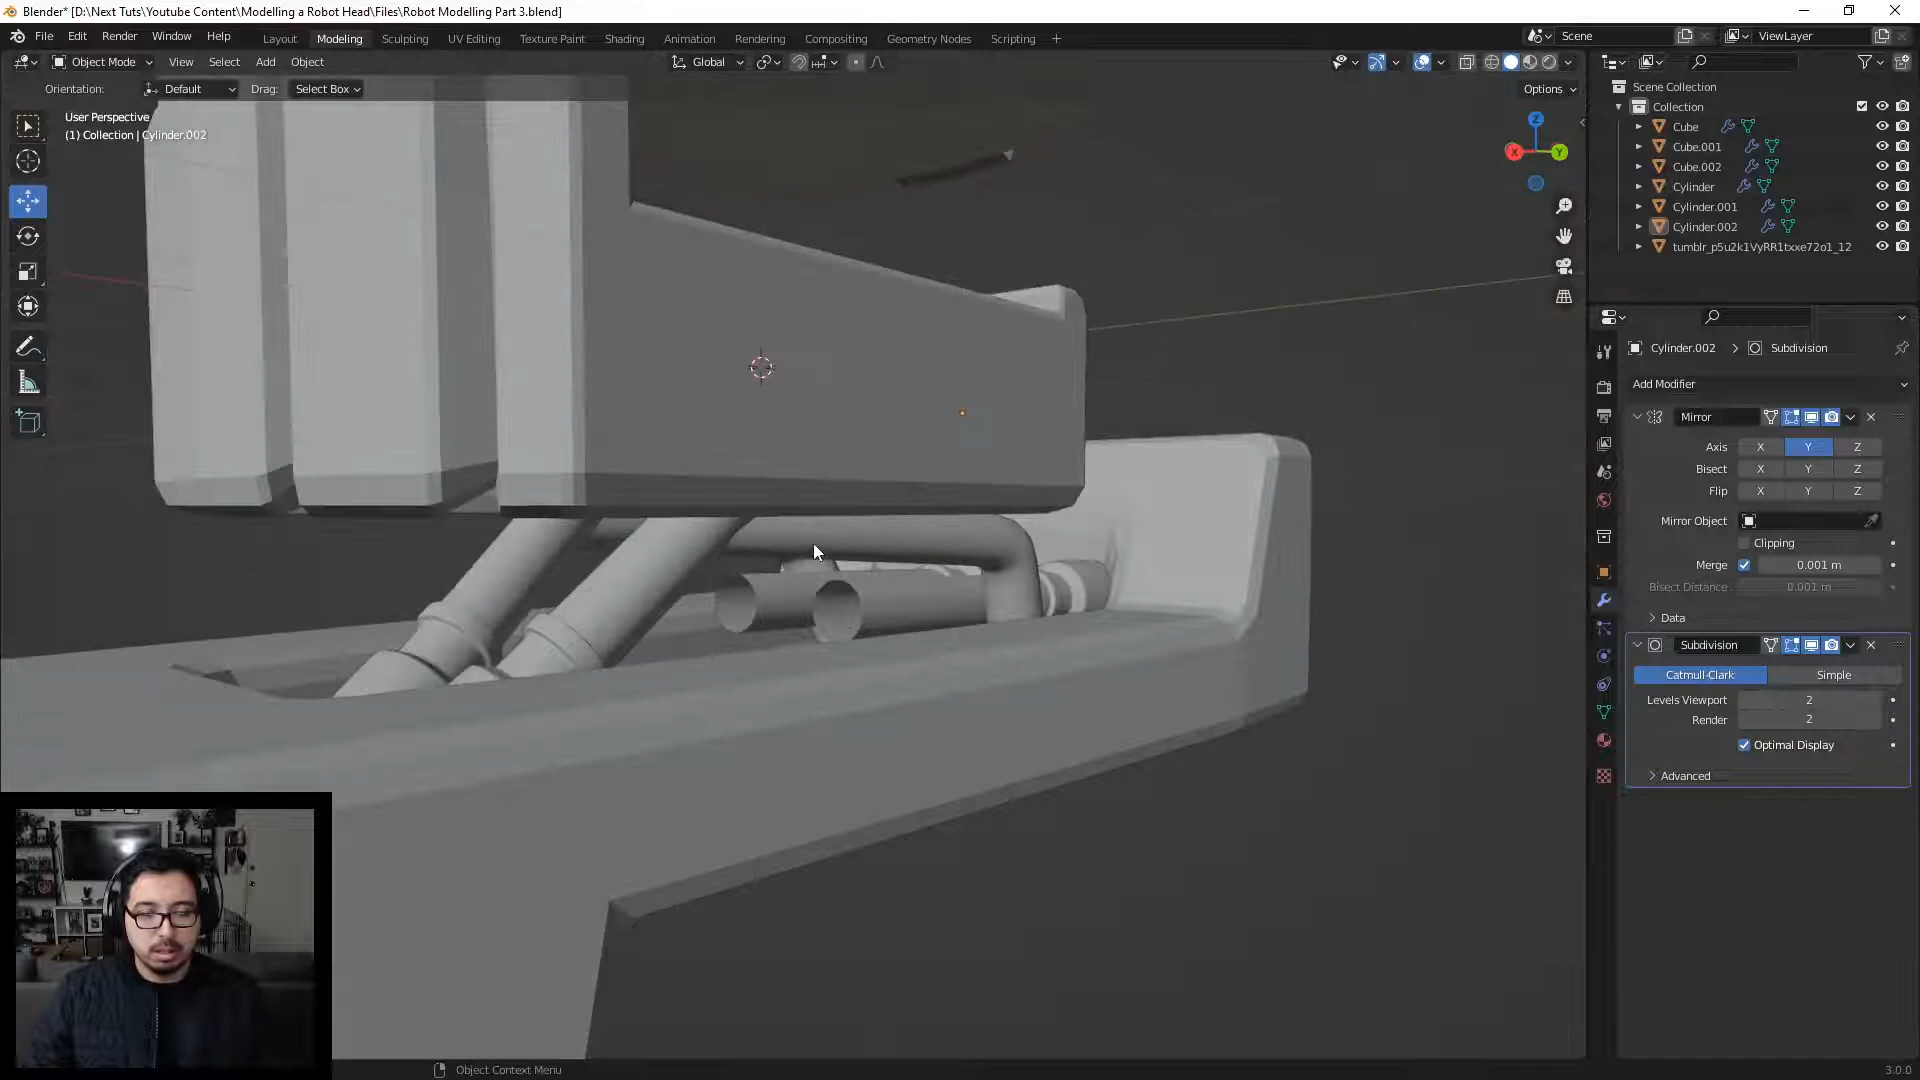 Blender* [D:\Next Tuts\Youtube Content\Modelling a Robot Head\Files\Robot Modelling Part 3.blend]
File Edit Render Window Help Layout Modeling Sculpting UV Editing Texture Paint Shading Animation Rendering Compositing Geometry Nodes Scripting + Scene ViewLayer
Object Mode View Select Add Object Global
Orientation: Default Drag: Select Box Options
User Perspective
(1) Collection | Cylinder.002
Z
X
Y
Scene Collection
Collection
Cube
Cube.001
Cube.002
Cylinder
Cylinder.001
Cylinder.002
tumblr_p5u2k1VyRR1txxe72o1_12
Cylinder.002 > Subdivision
Add Modifier
Mirror
Axis X Y Z
Bisect X Y Z
Flip X Y Z
Mirror Object
Clipping
Merge 0.001 m
Bisect Distance 0.001 m
Data
Subdivision
Catmull-Clark Simple
Levels Viewport 2
Render 2
Optimal Display
Advanced
Object Context Menu
3.0.0